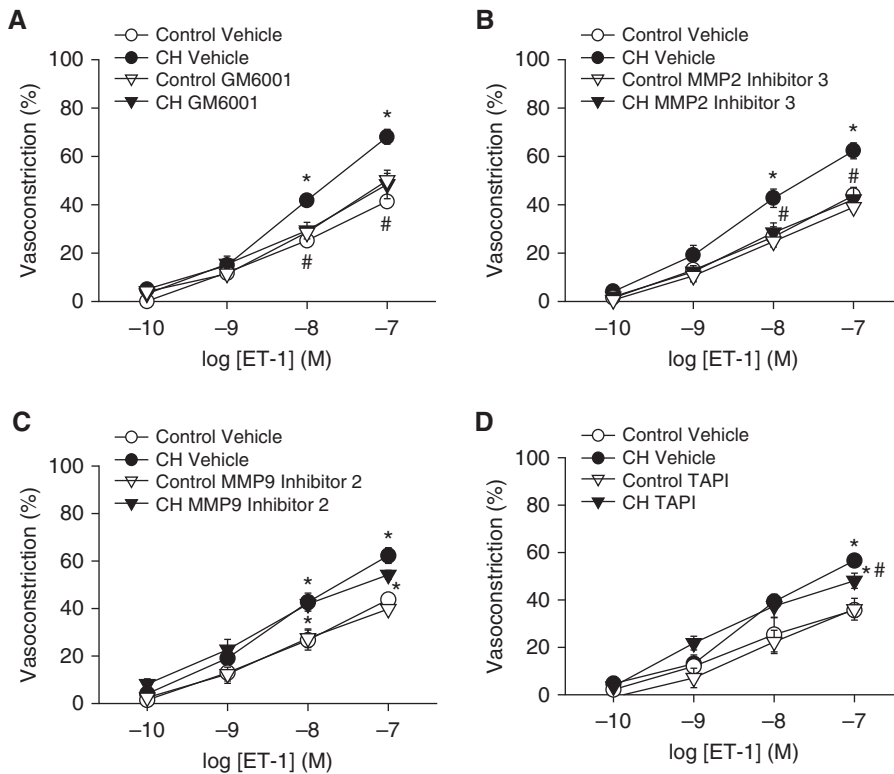 A
Control Vehicle
CH Vehicle
Control GM6001
CH GM6001
100
80
60
40
20
0
Vasoconstriction (%)
*
*
#
#
–10
–9
–8
–7
log [ET-1] (M)
B
Control Vehicle
CH Vehicle
Control MMP2 Inhibitor 3
CH MMP2 Inhibitor 3
100
80
60
40
20
0
Vasoconstriction (%)
*
*
#
#
–10
–9
–8
–7
log [ET-1] (M)
C
Control Vehicle
CH Vehicle
Control MMP9 Inhibitor 2
CH MMP9 Inhibitor 2
100
80
60
40
20
0
Vasoconstriction (%)
*
*
*
*
–10
–9
–8
–7
log [ET-1] (M)
D
Control Vehicle
CH Vehicle
Control TAPI
CH TAPI
100
80
60
40
20
0
Vasoconstriction (%)
*
* #
–10
–9
–8
–7
log [ET-1] (M)